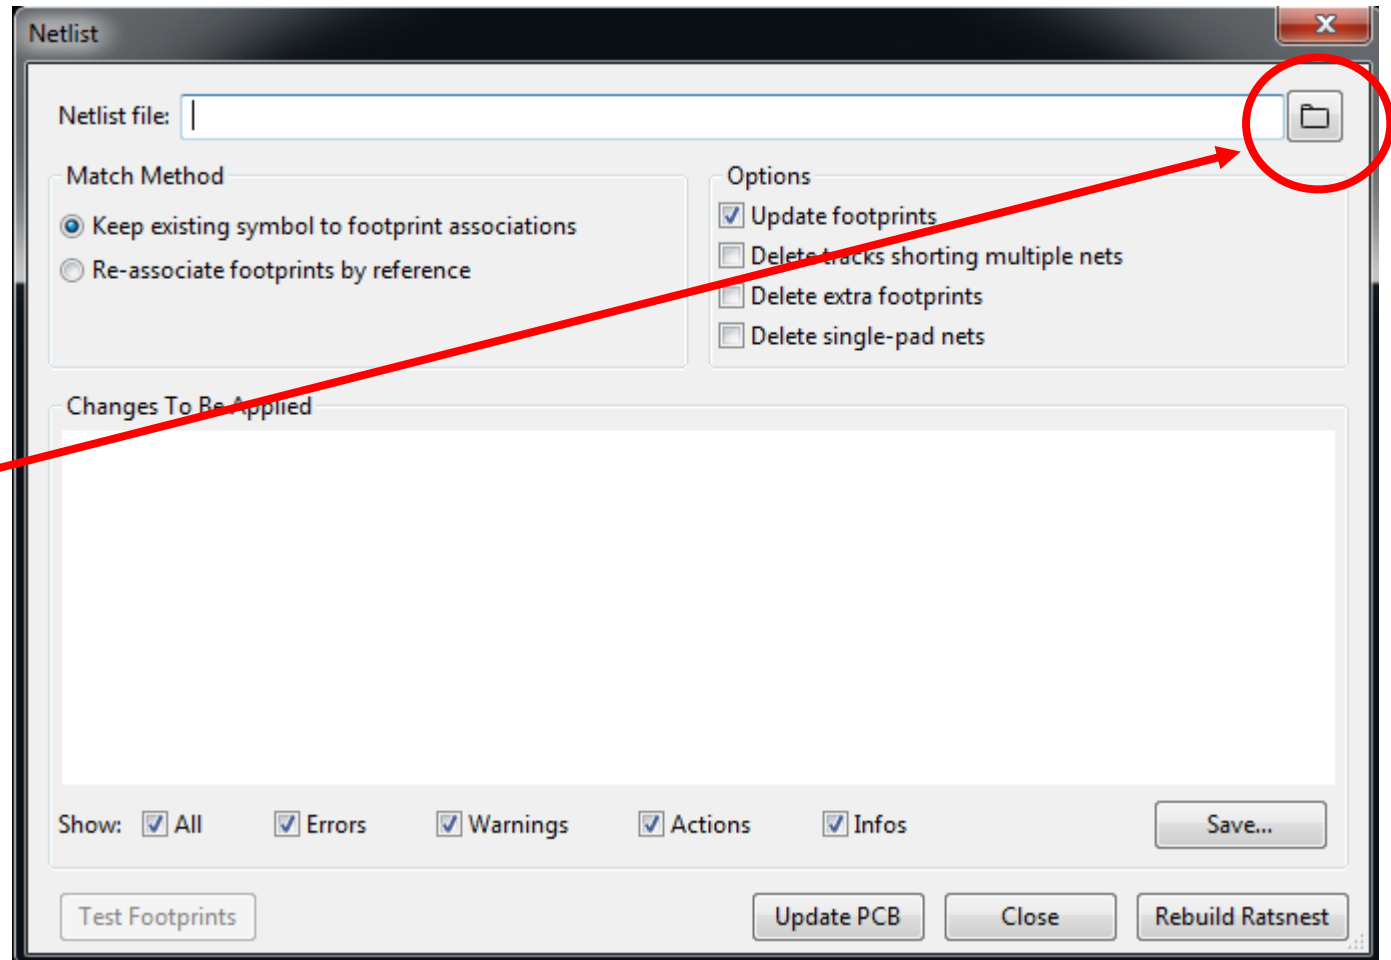 Netlist
Netlist file:
Match Method
Keep existing symbol to footprint associations
Re-associate footprints by reference
Options
Update footprints
Delete tracks shorting multiple nets
Delete extra footprints
Delete single-pad nets
Changes To Be Applied
Show: All Errors Warnings Actions Infos Save...
Test Footprints Update PCB Close Rebuild Ratsnest